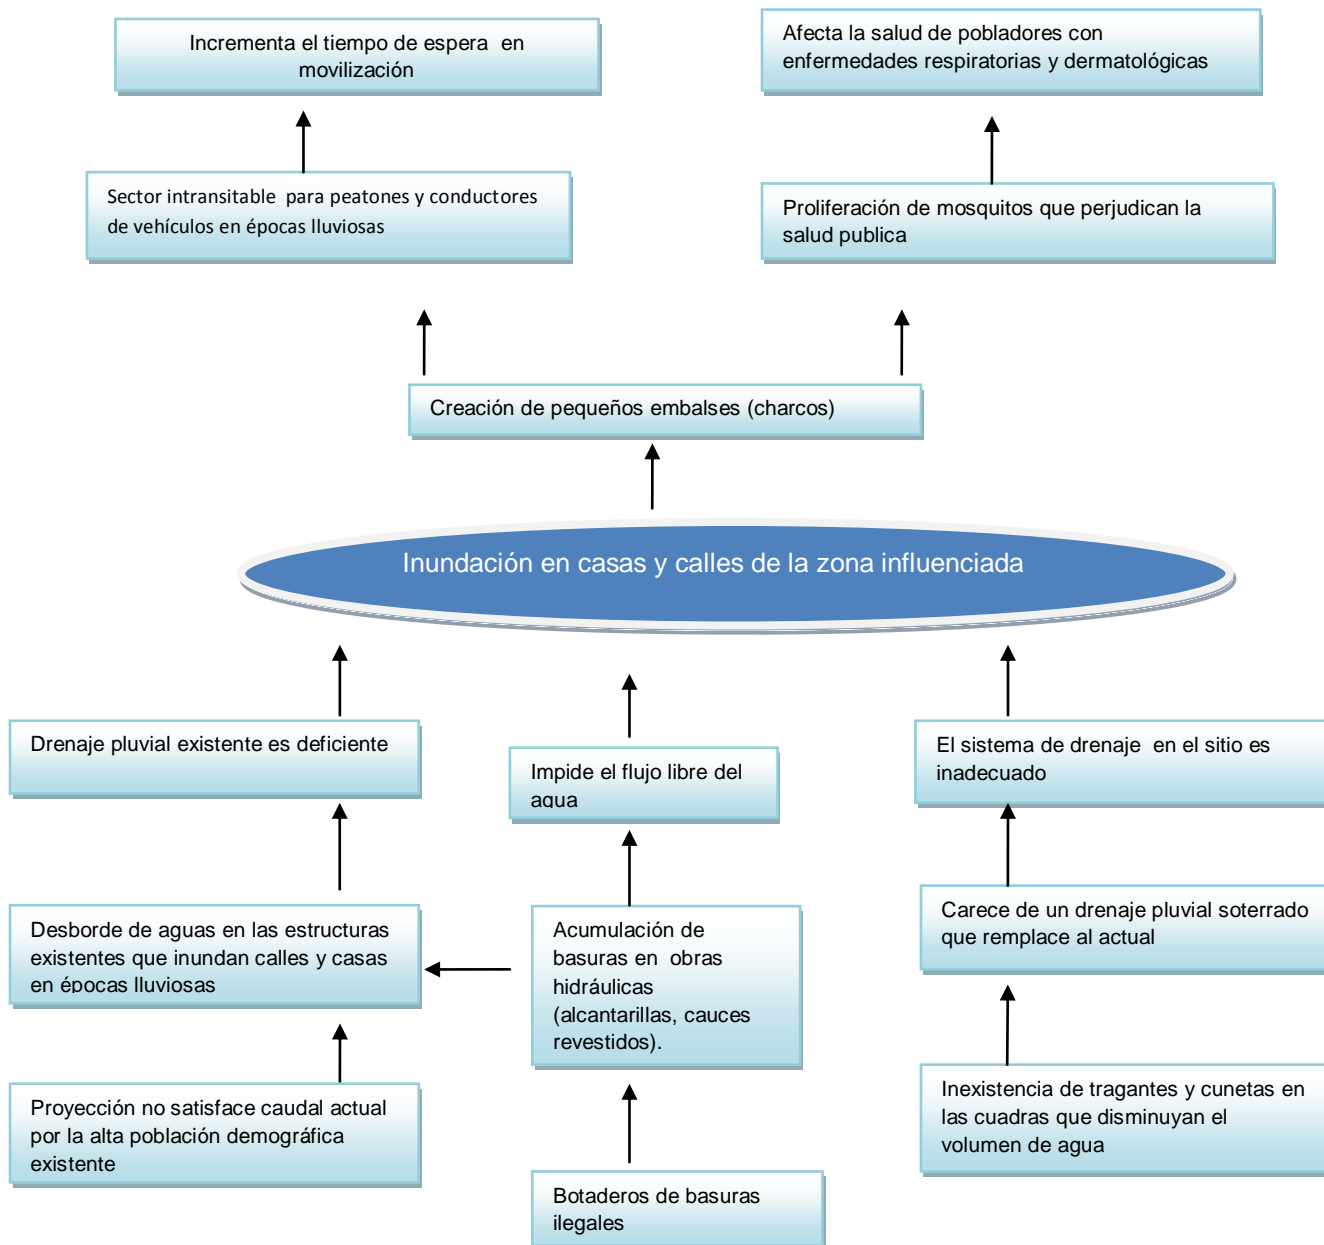 Incrementa el tiempo de espera en
movilización
Afecta la salud de pobladores con
enfermedades respiratorias y dermatológicas
Sector intransitable para peatones y conductores
de vehículos en épocas lluviosas
Proliferación de mosquitos que perjudican la
salud publica
Creación de pequeños embalses (charcos)
Inundación en casas y calles de la zona influenciada
Drenaje pluvial existente es deficiente
Impide el flujo libre del
agua
El sistema de drenaje en el sitio es
inadecuado
Desborde de aguas en las estructuras
existentes que inundan calles y casas
en épocas lluviosas
Acumulación de
basuras en obras
hidráulicas
(alcantarillas, cauces
revestidos).
Carece de un drenaje pluvial soterrado
que remplace al actual
Proyección no satisface caudal actual
por la alta población demográfica
existente
Botaderos de basuras
ilegales
Inexistencia de tragantes y cunetas en
las cuadras que disminuyan el
volumen de agua